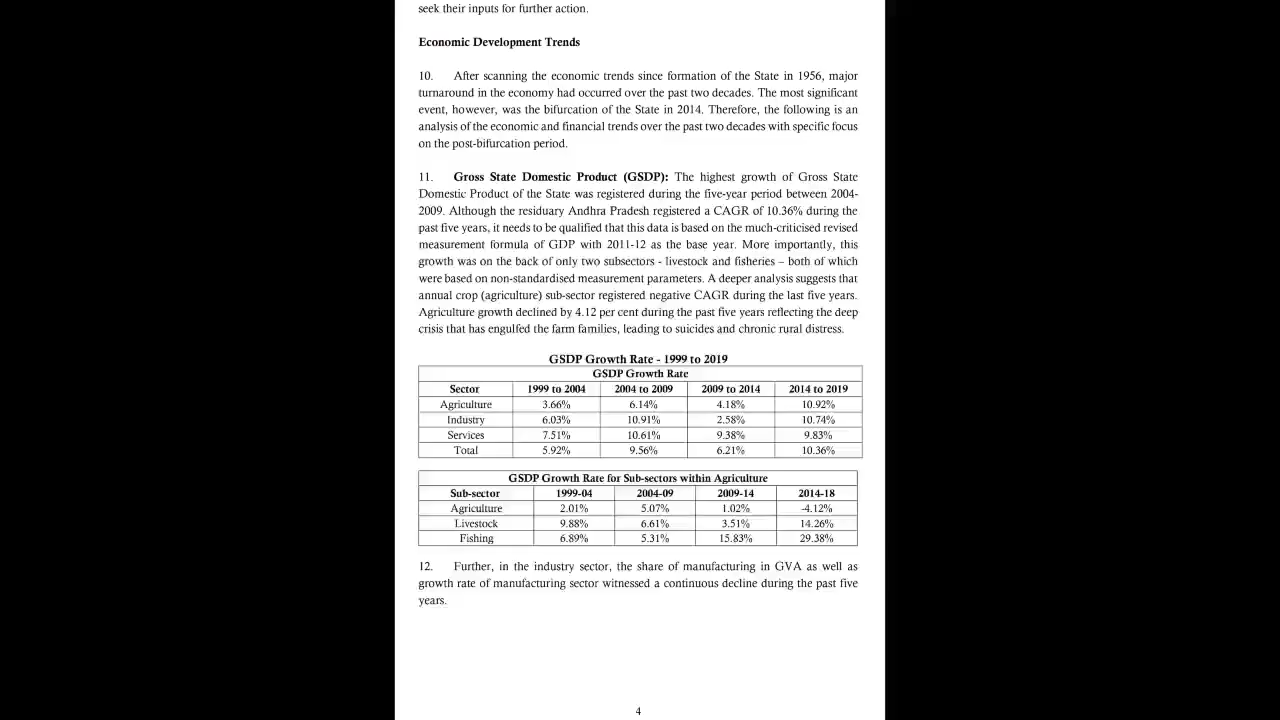 seek their inputs for further action.
Economic Development Trends
10. After scanning the economic trends since formation of the State in 1956, major
turnaround in the economy had occurred over the past two decades. The most significant
event, however, was the bifurcation of the State in 2014. Therefore, the following is an
analysis of the economic and financial trends over the past two decades with specific focus
on the post-bifurcation period.
11. Gross State Domestic Product (GSDP): The highest growth of Gross State
Domestic Product of the State was registered during the five-year period between 2004-
2009. Although the residuary Andhra Pradesh registered a CAGR of 10.36% during the
past five years, it needs to be qualified that this data is based on the much-criticised revised
measurement formula of GDP with 2011-12 as the base year. More importantly, this
growth was on the back of only two subsectors - livestock and fisheries – both of which
were based on non-standardised measurement parameters. A deeper analysis suggests that
annual crop (agriculture) sub-sector registered negative CAGR during the last five years.
Agriculture growth declined by 4.12 per cent during the past five years reflecting the deep
crisis that has engulfed the farm families, leading to suicides and chronic rural distress.
GSDP Growth Rate - 1999 to 2019
GSDP Growth Rate
Sector 1999 to 2004 2004 to 2009 2009 to 2014 2014 to 2019
Agriculture 3.66% 6.14% 4.18% 10.92%
Industry 6.03% 10.91% 2.58% 10.74%
Services 7.51% 10.61% 9.38% 9.83%
Total 5.92% 9.56% 6.21% 10.36%
GSDP Growth Rate for Sub-sectors within Agriculture
Sub-sector 1999-04 2004-09 2009-14 2014-18
Agriculture 2.01% 5.07% 1.02% -4.12%
Livestock 9.88% 6.61% 3.51% 14.26%
Fishing 6.89% 5.31% 15.83% 29.38%
12. Further, in the industry sector, the share of manufacturing in GVA as well as
growth rate of manufacturing sector witnessed a continuous decline during the past five
years.
4